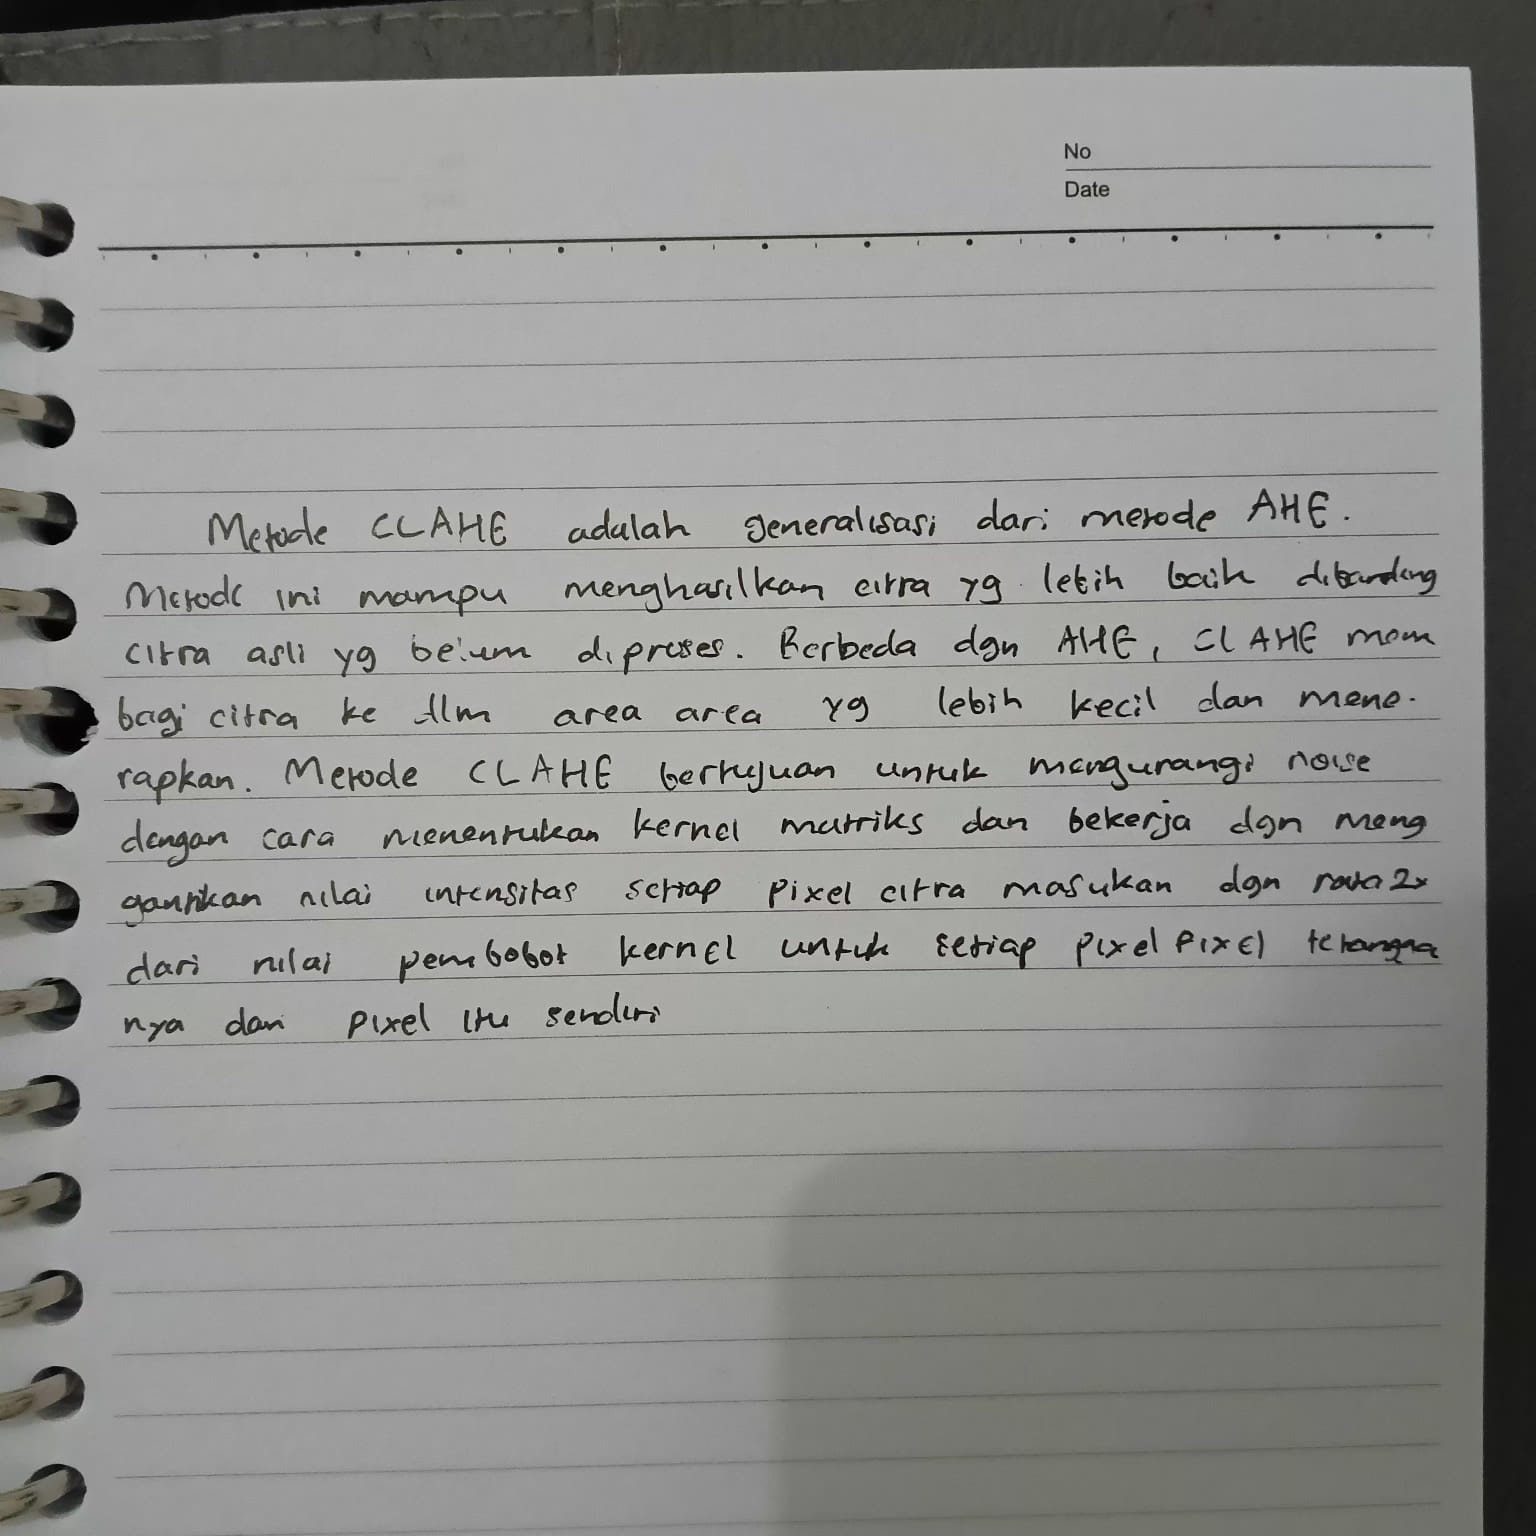 No
Date
Metode CLAHE adalah generalisasi dari metode AHE.
Metode ini mampu menghasilkan citra yg lebih baik dibanding
citra asli yg belum diproses. Berbeda dgn AHE, CLAHE mem
bagi citra ke dlm area area yg lebih kecil dan mene-
rapkan. Metode CLAHE bertujuan untuk mengurangi noise
dengan cara menentukan kernel matriks dan bekerja dgn meng
gantikan nilai intensitas setiap pixel citra masukan dgn rata2x
dari nilai pembobot kernel untuk setiap pixel pixel tetangga
nya dan pixel itu sendiri